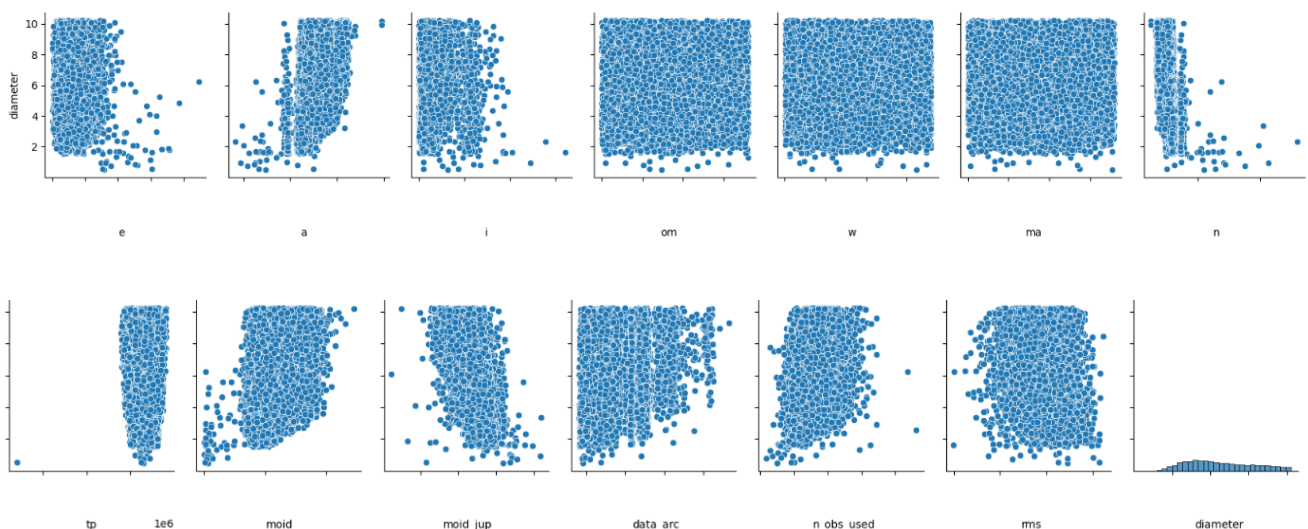 10
8
6
4
2
diameter
e a i om w ma n
tp 1e6 moid moid_jup data_arc n_obs_used rms diameter